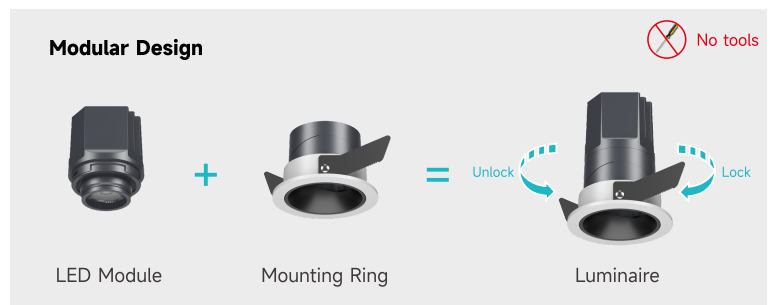 Modular Design
No tools
+
=
Unlock
Lock
LED Module
Mounting Ring
Luminaire